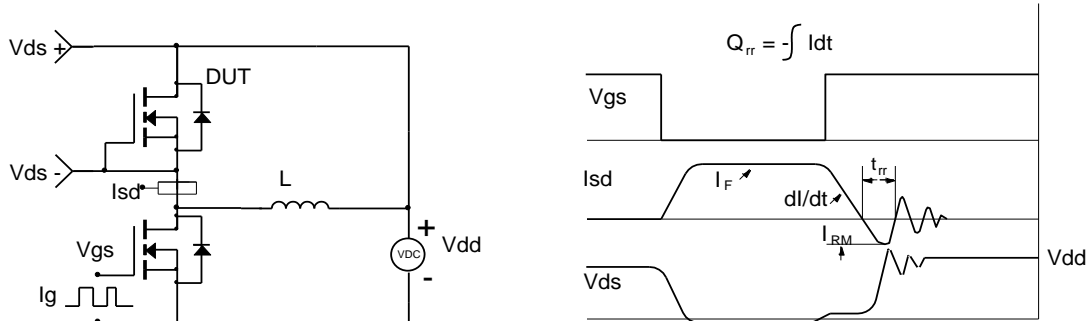 Vds +
DUT
Vds -
Isd
L
Vgs
+
VDC
Vdd
-
Ig
Qrr = -∫ Idt
Vgs
Isd
IF
dI/dt
trr
IRM
Vds
Vdd